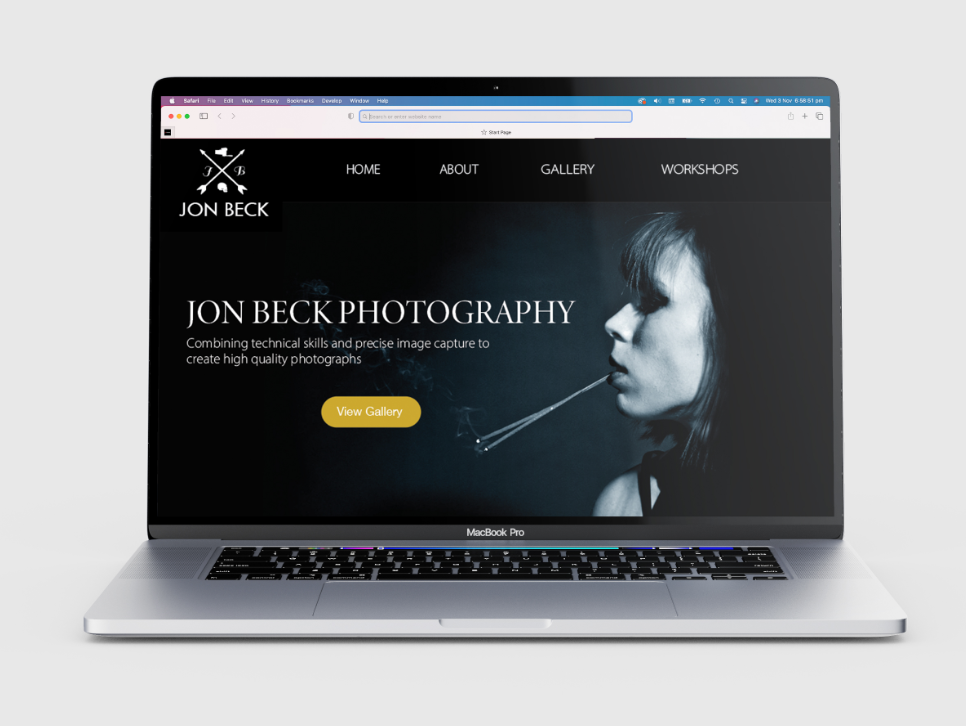 Safari File Edit View History Bookmarks Develop Window Help
Wed 3 Nov 6:58:51 pm
Search or enter website name
Start Page
J B
JON BECK
HOME ABOUT GALLERY WORKSHOPS
JON BECK PHOTOGRAPHY
Combining technical skills and precise image capture to
create high quality photographs
View Gallery
MacBook Pro